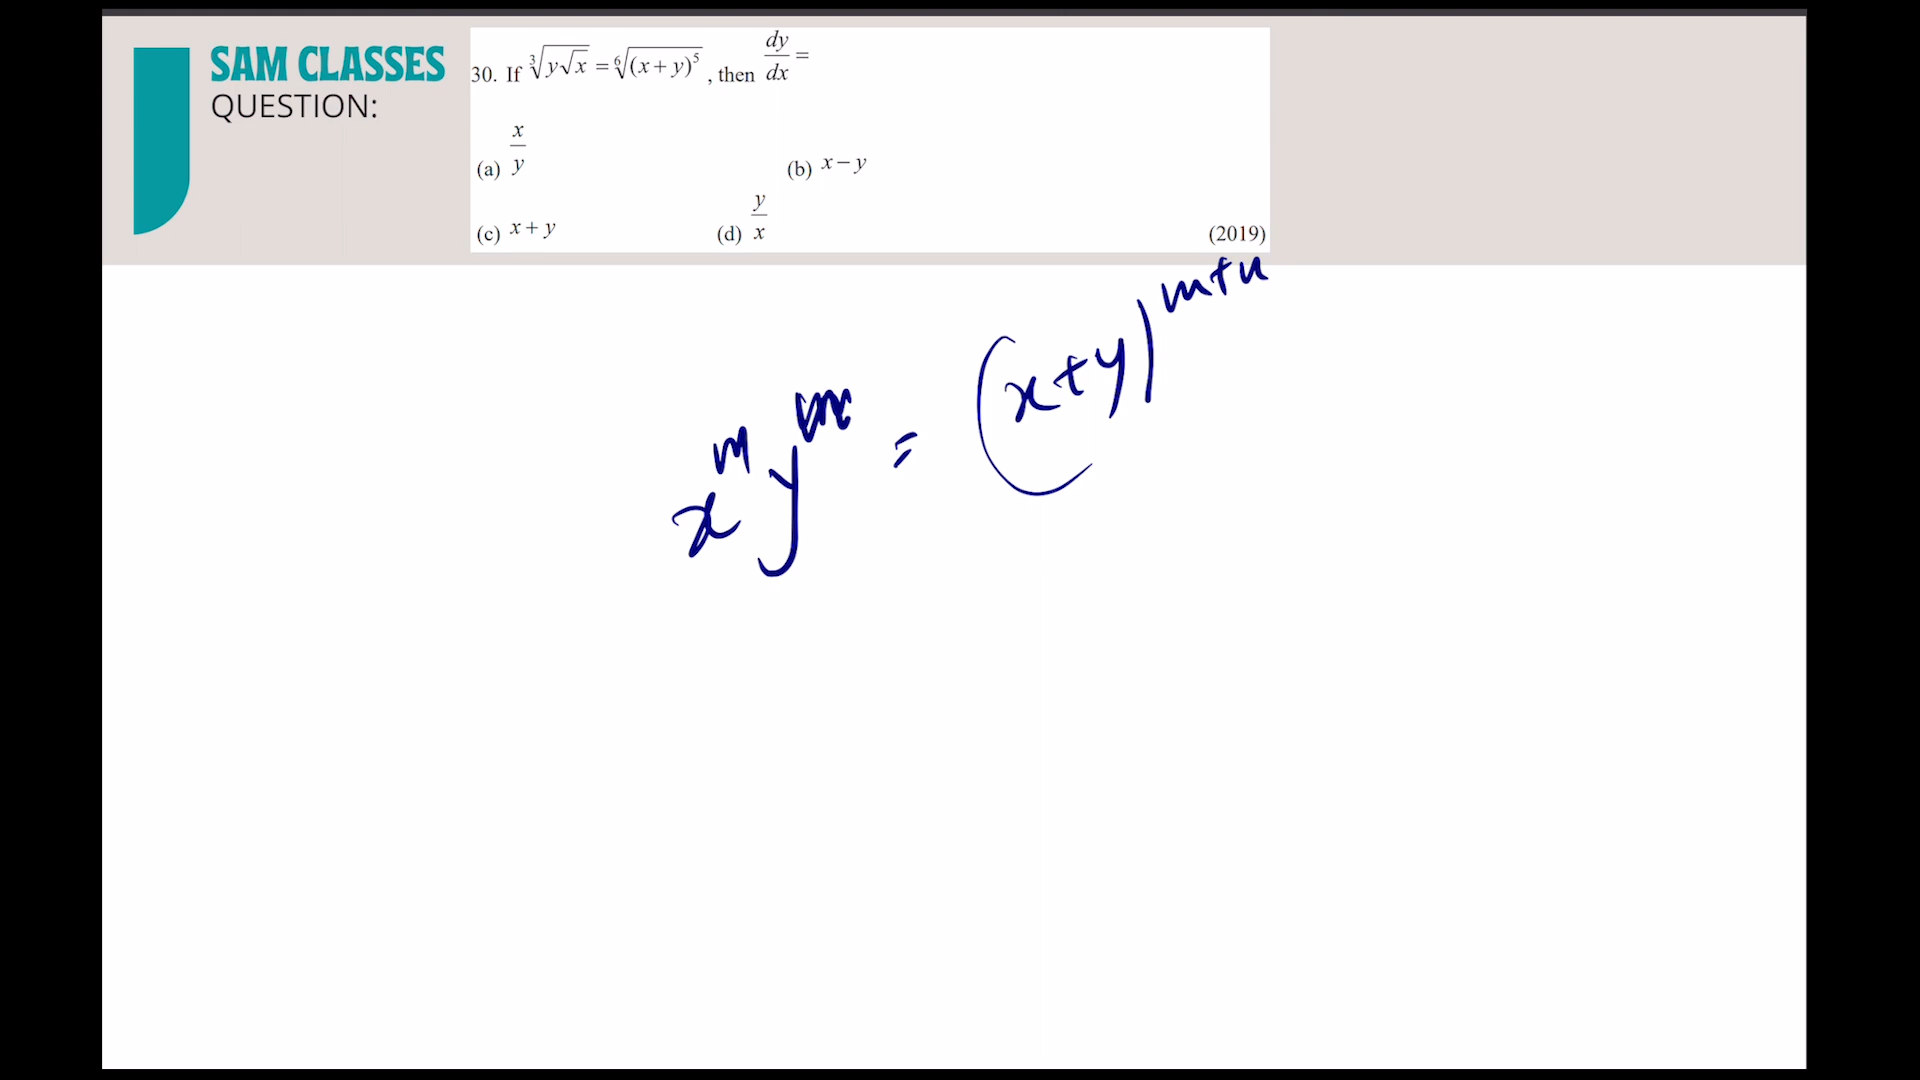 SAM CLASSES
QUESTION:
30. If ∛(y√x) = ⁶√((x + y)⁵) , then dy/dx =
(a) x/y (b) x − y
(c) x + y (d) y/x (2019)
x^m y = (x+y)^(m+n)